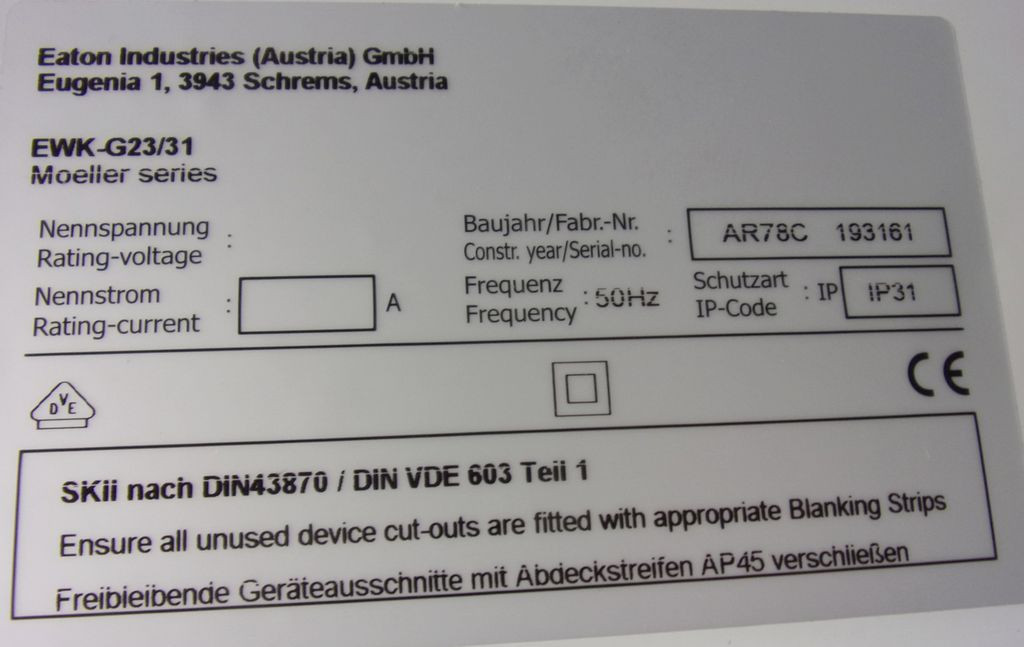 Eaton Industries (Austria) GmbH
Eugenia 1, 3943 Schrems, Austria
EWK-G23/31
Moeller series
Nennspannung
Rating-voltage :
Baujahr/Fabr.-Nr.
Constr. year/Serial-no. : AR78C 193161
Nennstrom
Rating-current : A
Frequenz
Frequency : 50Hz
Schutzart
IP-Code : IP IP31
DVE
CE
SKII nach DIN43870 / DIN VDE 603 Teil 1
Ensure all unused device cut-outs are fitted with appropriate Blanking Strips
Freibleibende Geräteausschnitte mit Abdeckstreifen AP45 verschließen